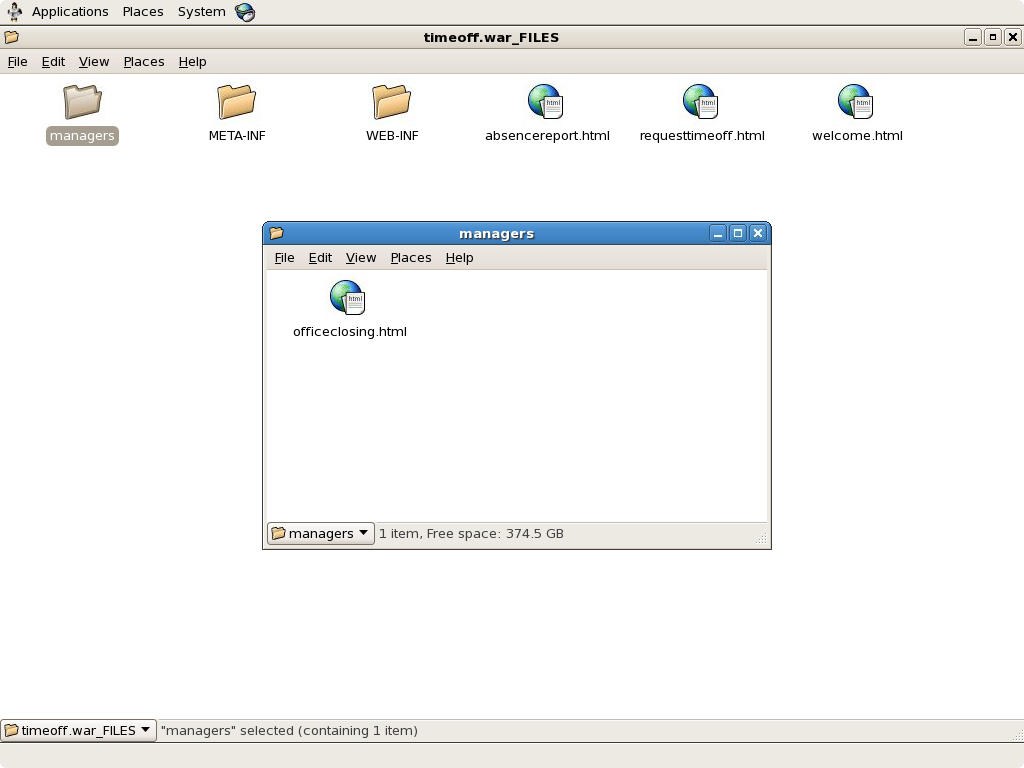 Applications Places System
timeoff.war_FILES
File Edit View Places Help
html html html
managers META-INF WEB-INF absencereport.html requesttimeoff.html welcome.html
managers
File Edit View Places Help
html
officeclosing.html
managers 1 item, Free space: 374.5 GB
timeoff.war_FILES "managers" selected (containing 1 item)